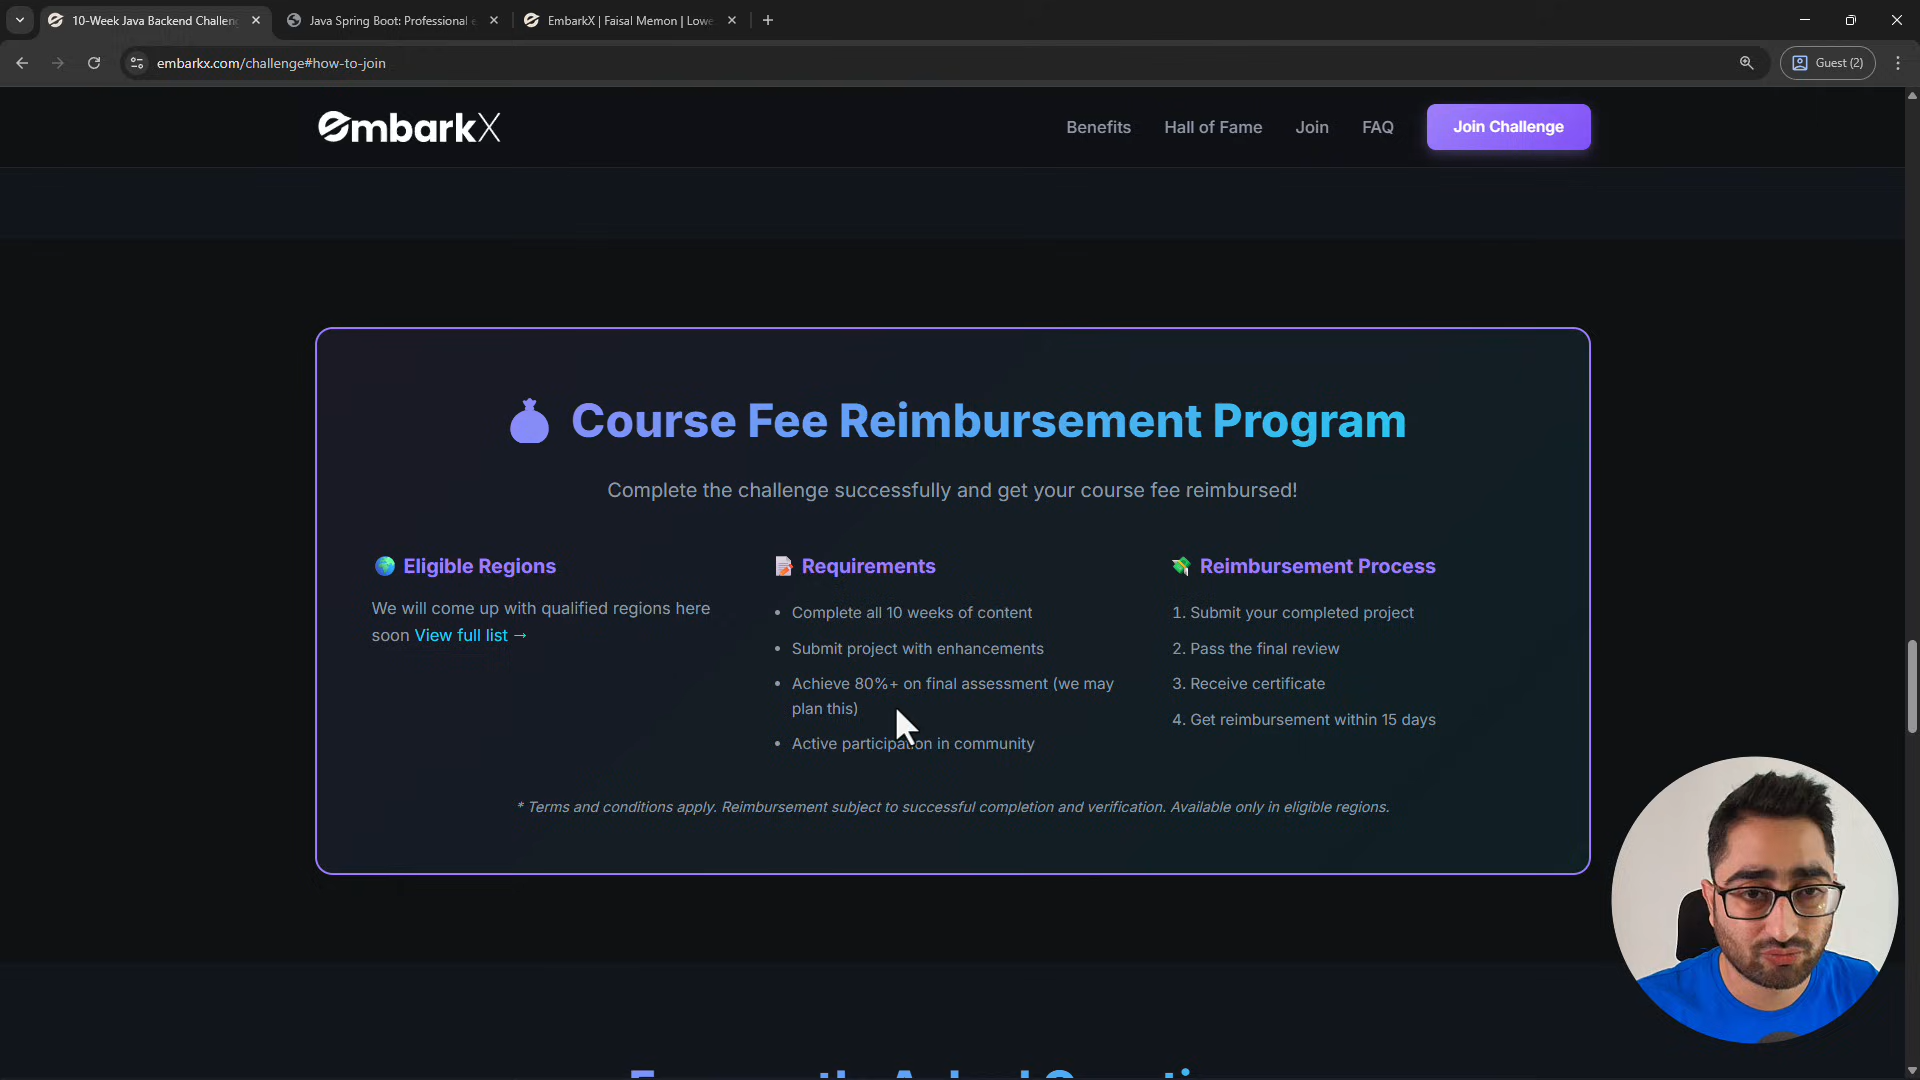 10-Week Java Backend Challen
Java Spring Boot: Professional e
EmbarkX | Faisal Memon | Lowe
embarkx.com/challenge#how-to-join
Guest (2)
EmbarkX
Benefits
Hall of Fame
Join
FAQ
Join Challenge
Course Fee Reimbursement Program
Complete the challenge successfully and get your course fee reimbursed!
Eligible Regions
We will come up with qualified regions here
soon View full list →
Requirements
• Complete all 10 weeks of content
• Submit project with enhancements
• Achieve 80%+ on final assessment (we may
plan this)
• Active participation in community
Reimbursement Process
1. Submit your completed project
2. Pass the final review
3. Receive certificate
4. Get reimbursement within 15 days
* Terms and conditions apply. Reimbursement subject to successful completion and verification. Available only in eligible regions.